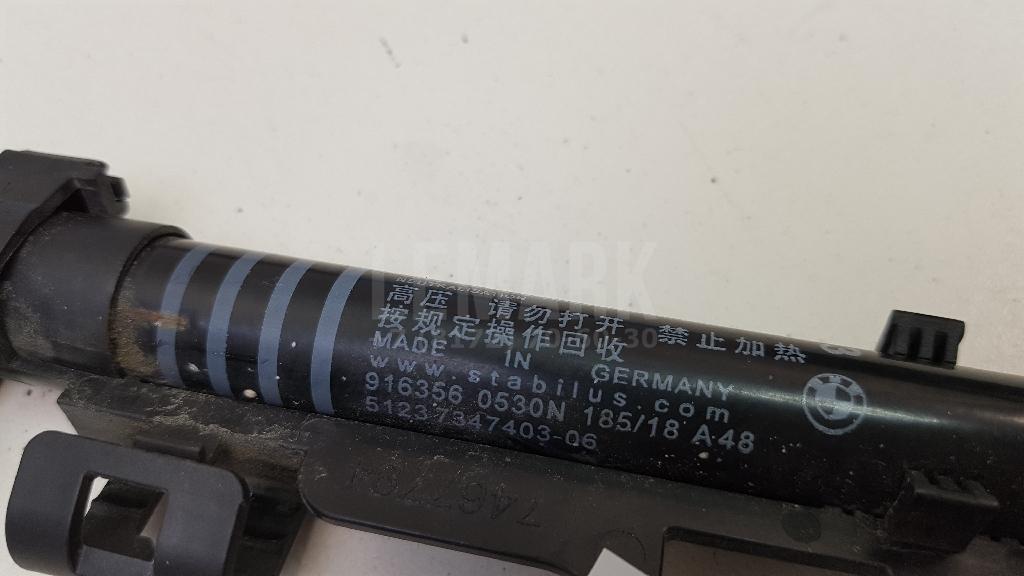 LEMARK
高压 请勿打开 禁止加热
按规定操作回收
MADE IN GERMANY
www.stabilus.com
916356 0530N 185/18 A48
51237347403-06